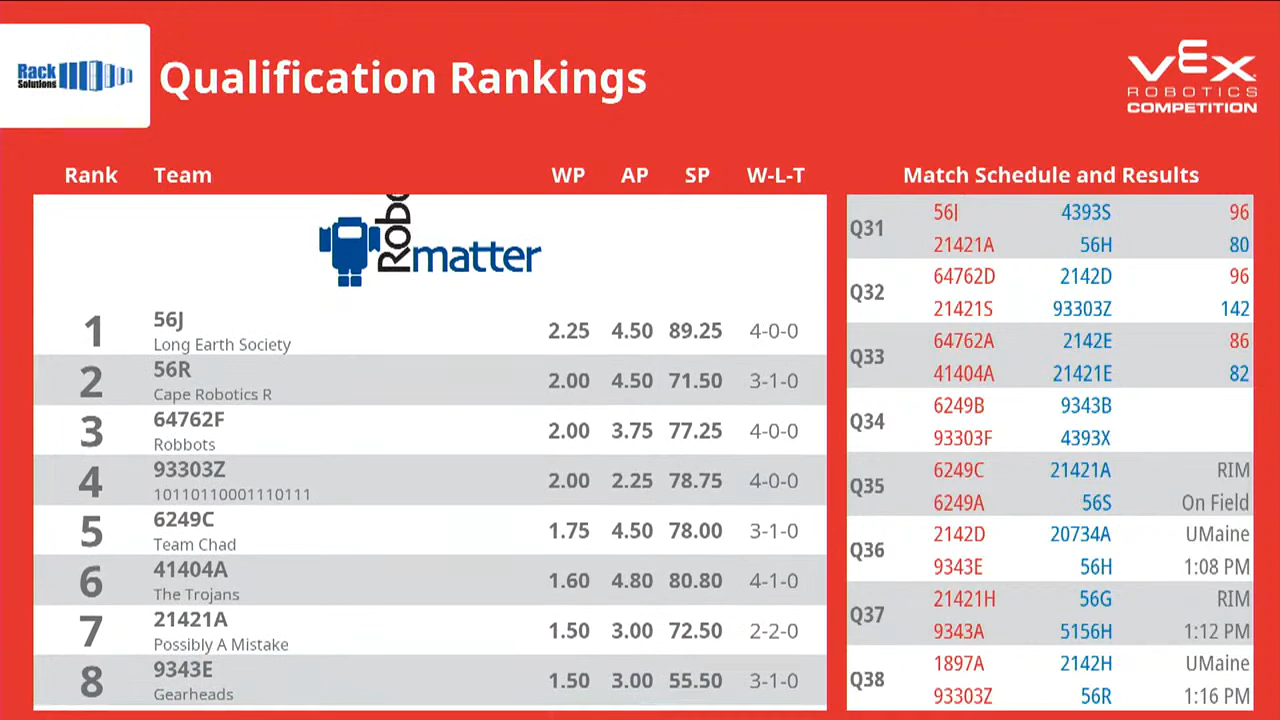 Rack
Solutions
Qualification Rankings
VEX
ROBOTICS
COMPETITION
Rank Team WP AP SP W-L-T
Robo
matter
1 56J 2.25 4.50 89.25 4-0-0
Long Earth Society
2 56R 2.00 4.50 71.50 3-1-0
Cape Robotics R
3 64762F 2.00 3.75 77.25 4-0-0
Robbots
4 93303Z 2.00 2.25 78.75 4-0-0
10110110001110111
5 6249C 1.75 4.50 78.00 3-1-0
Team Chad
6 41404A 1.60 4.80 80.80 4-1-0
The Trojans
7 21421A 1.50 3.00 72.50 2-2-0
Possibly A Mistake
8 9343E 1.50 3.00 55.50 3-1-0
Gearheads
Match Schedule and Results
Q31 56J 4393S 96
21421A 56H 80
Q32 64762D 2142D 96
21421S 93303Z 142
Q33 64762A 2142E 86
41404A 21421E 82
Q34 6249B 9343B
93303F 4393X
Q35 6249C 21421A RIM
6249A 56S On Field
Q36 2142D 20734A UMaine
9343E 56H 1:08 PM
Q37 21421H 56G RIM
9343A 5156H 1:12 PM
Q38 1897A 2142H UMaine
93303Z 56R 1:16 PM